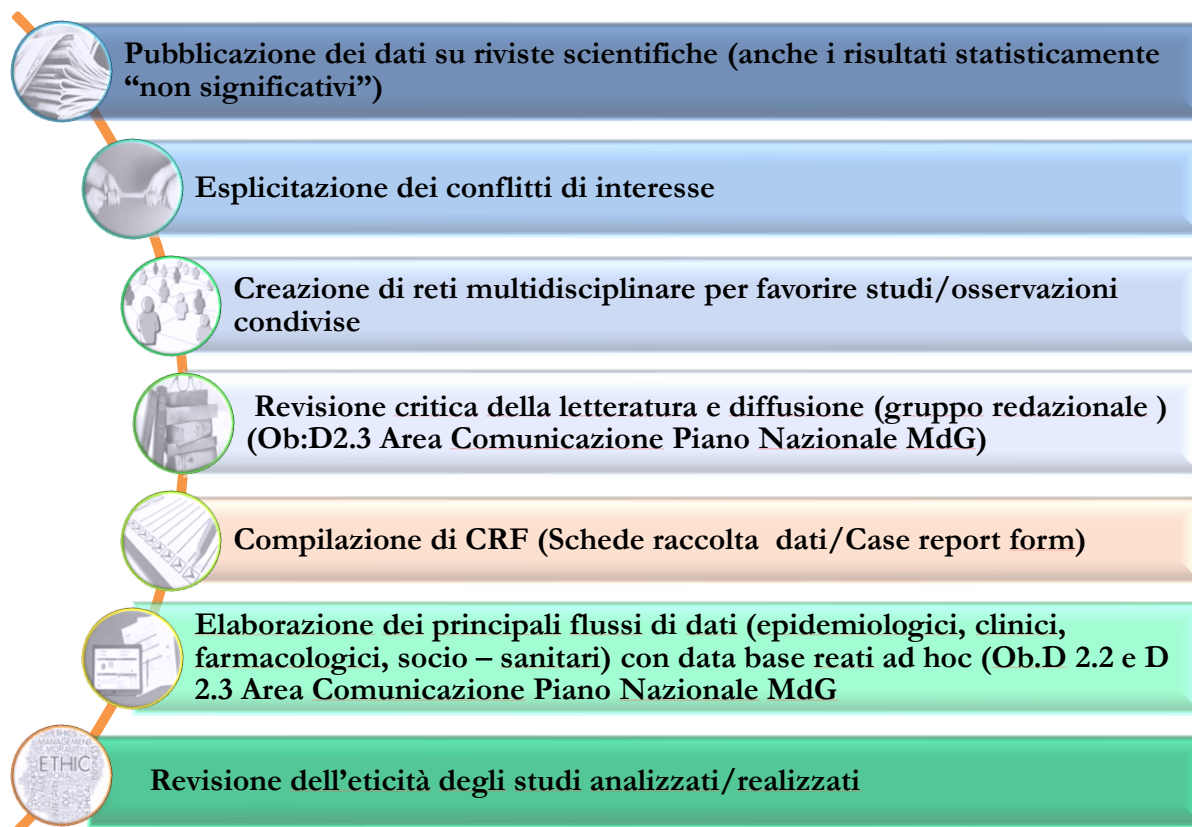 Pubblicazione dei dati su riviste scientifiche (anche i risultati statisticamente
“non significativi”)
Esplicitazione dei conflitti di interesse
Creazione di reti multidisciplinare per favorire studi/osservazioni
condivise
Revisione critica della letteratura e diffusione (gruppo redazionale )
(Ob:D2.3 Area Comunicazione Piano Nazionale MdG)
Compilazione di CRF (Schede raccolta  dati/Case report form)
Elaborazione dei principali flussi di dati (epidemiologici, clinici,
farmacologici, socio – sanitari) con data base reati ad hoc (Ob.D 2.2 e D
2.3 Area Comunicazione Piano Nazionale MdG
ETHICS
MANAGEMENT
MORALITY
ETHIC
Revisione dell’eticità degli studi analizzati/realizzati